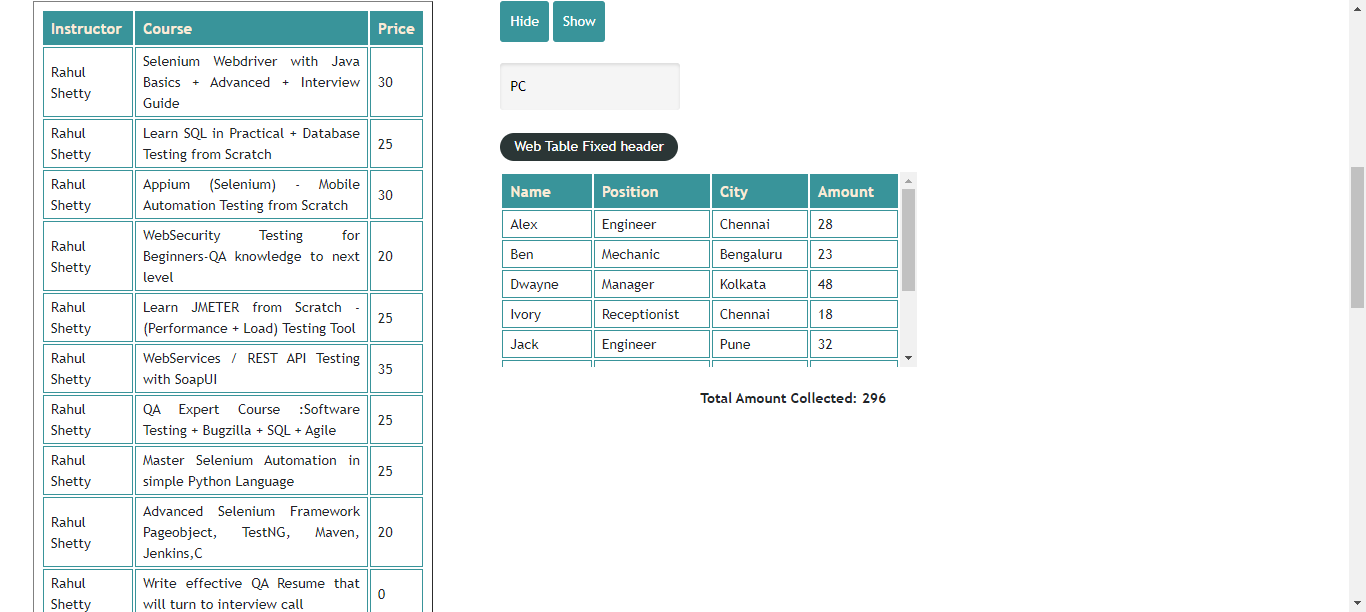 Instructor Course Price
Rahul Shetty Selenium Webdriver with Java Basics + Advanced + Interview Guide 30
Rahul Shetty Learn SQL in Practical + Database Testing from Scratch 25
Rahul Shetty Appium (Selenium) - Mobile Automation Testing from Scratch 30
Rahul Shetty WebSecurity Testing for Beginners-QA knowledge to next level 20
Rahul Shetty Learn JMETER from Scratch - (Performance + Load) Testing Tool 25
Rahul Shetty WebServices / REST API Testing with SoapUI 35
Rahul Shetty QA Expert Course :Software Testing + Bugzilla + SQL + Agile 25
Rahul Shetty Master Selenium Automation in simple Python Language 25
Rahul Shetty Advanced Selenium Framework Pageobject, TestNG, Maven, Jenkins,C 20
Rahul Shetty Write effective QA Resume that will turn to interview call 0
Hide Show
PC
Web Table Fixed header
Name Position City Amount
Alex Engineer Chennai 28
Ben Mechanic Bengaluru 23
Dwayne Manager Kolkata 48
Ivory Receptionist Chennai 18
Jack Engineer Pune 32
Total Amount Collected: 296